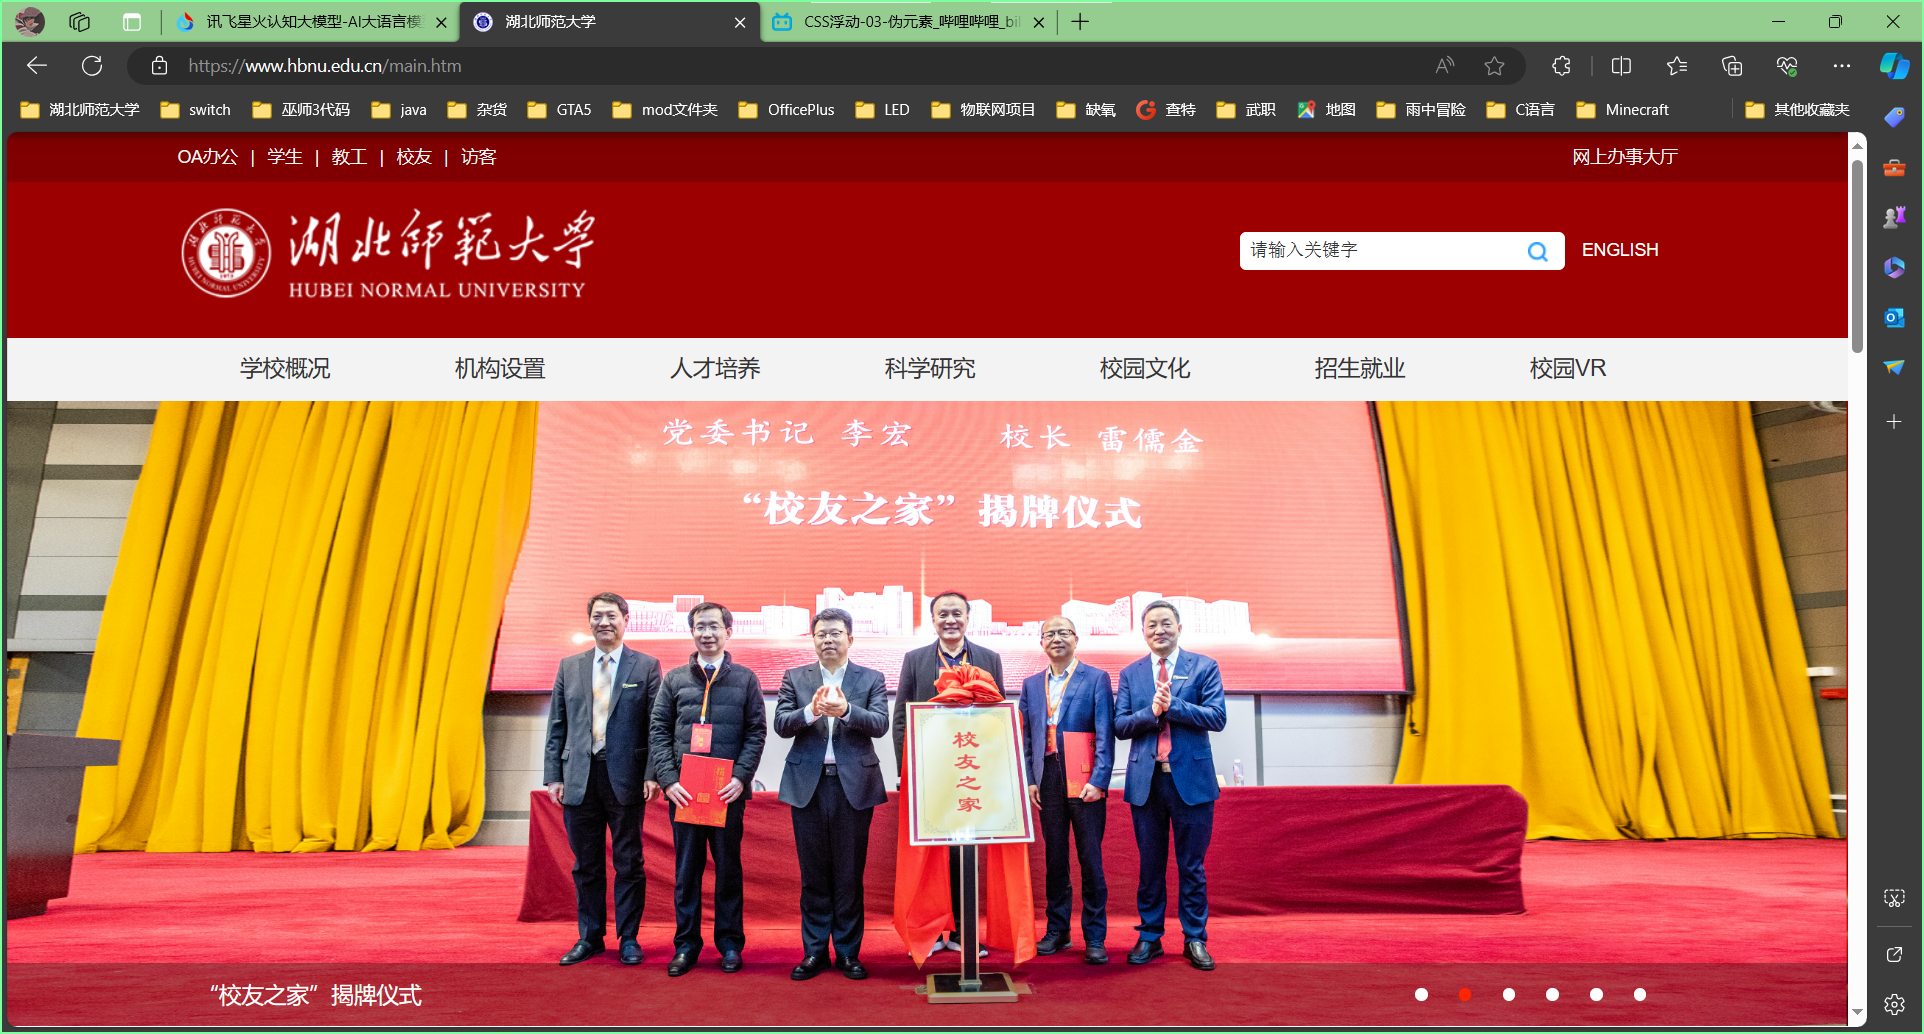 讯飞星火认知大模型-AI大语言模
湖北师范大学
CSS浮动-03-伪元素_哔哩哔哩_bil
https://www.hbnu.edu.cn/main.htm
湖北师范大学 switch 巫师3代码 java 杂货 GTA5 mod文件夹 OfficePlus LED 物联网项目 缺氧 查特 武职 地图 雨中冒险 C语言 Minecraft 其他收藏夹
OA办公 | 学生 | 教工 | 校友 | 访客 网上办事大厅
湖北師範大学
HUBEI NORMAL UNIVERSITY
请输入关键字 ENGLISH
学校概况 机构设置 人才培养 科学研究 校园文化 招生就业 校园VR
党委书记 李宏 校长 雷儒金
“校友之家”揭牌仪式
校友之家
“校友之家”揭牌仪式